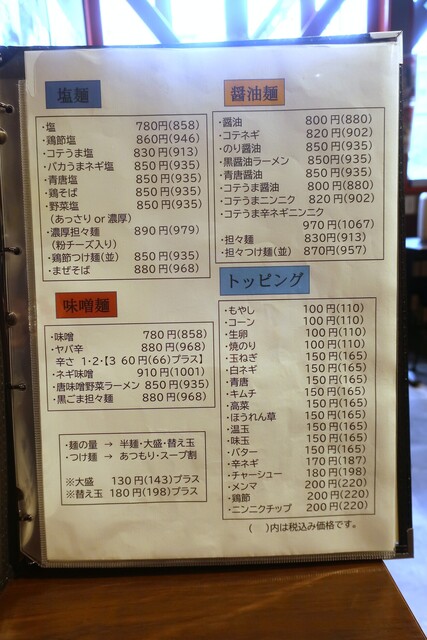 塩麺
・塩 780円(858)
・鶏節塩 860円(946)
・コテうま塩 830円(913)
・バカうまネギ塩 850円(935)
・青唐塩 850円(935)
・鶏そば 850円(935)
・野菜塩 850円(935)
(あっさり or 濃厚)
・濃厚担々麺 890円(979)
(粉チーズ入り)
・鶏節つけ麺(並) 850円(935)
・まぜそば 880円(968)
味噌麺
・味噌 780円(858)
・ヤバ辛 880円(968)
辛さ 1・2・【3 60円(66)プラス】
・ネギ味噌 910円(1001)
・唐味噌野菜ラーメン 850円(935)
・黒ごま担々麺 880円(968)
・麺の量 → 半麺・大盛・替え玉
・つけ麺 → あつもり・スープ割
※大盛 130円(143)プラス
※替え玉 180円(198)プラス
醤油麺
・醤油 800円(880)
・コテネギ 820円(902)
・のり醤油 850円(935)
・黒醤油ラーメン 850円(935)
・青唐醤油 850円(935)
・コテうま醤油 800円(880)
・コテうまニンニク 820円(902)
・コテうま辛ネギニンニク
970円(1067)
・担々麺 830円(913)
・担々つけ麺(並) 870円(957)
トッピング
・もやし 100円(110)
・コーン 100円(110)
・生卵 100円(110)
・焼のり 100円(110)
・玉ねぎ 150円(165)
・白ネギ 150円(165)
・青唐 150円(165)
・キムチ 150円(165)
・高菜 150円(165)
・ほうれん草 150円(165)
・温玉 150円(165)
・味玉 150円(165)
・バター 150円(165)
・辛ネギ 170円(187)
・チャーシュー 180円(198)
・メンマ 200円(220)
・鶏節 200円(220)
・ニンニクチップ 200円(220)
( )内は税込み価格です。